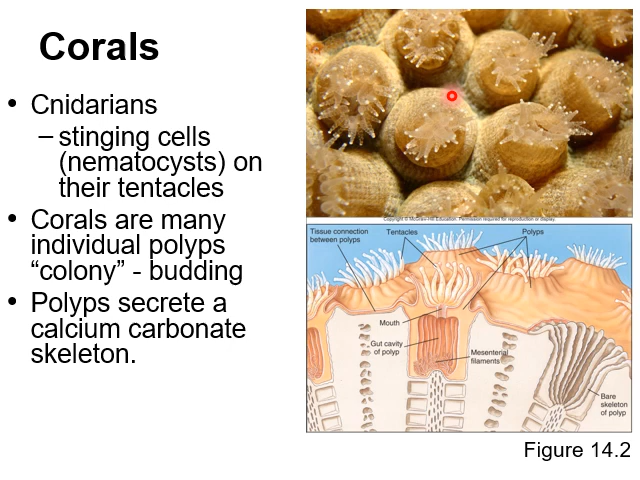 Corals
• Cnidarians
– stinging cells
(nematocysts) on
their tentacles
• Corals are many
individual polyps
“colony” - budding
• Polyps secrete a
calcium carbonate
skeleton.
Copyright © McGraw-Hill Education. Permission required for reproduction or display.
Tissue connection
between polyps
Tentacles
Polyps
Mouth
Gut cavity
of polyp
Mesenterial
filaments
Bare
skeleton
of polyp
Figure 14.2